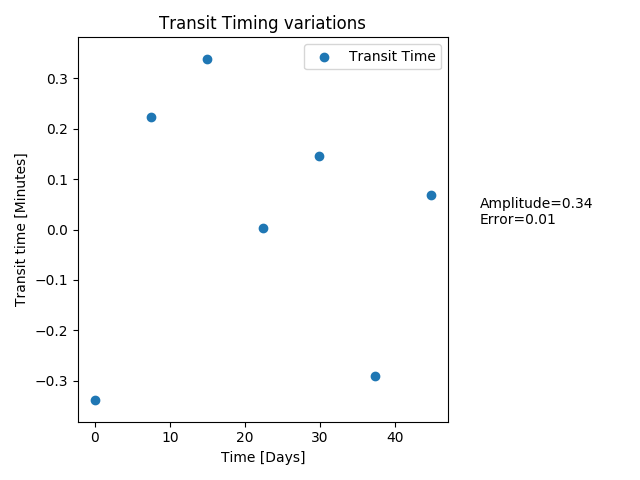 Transit Timing variations
Transit Time
Transit time [Minutes]
0.3
0.2
0.1
0.0
−0.1
−0.2
−0.3
Amplitude=0.34
Error=0.01
0 10 20 30 40
Time [Days]